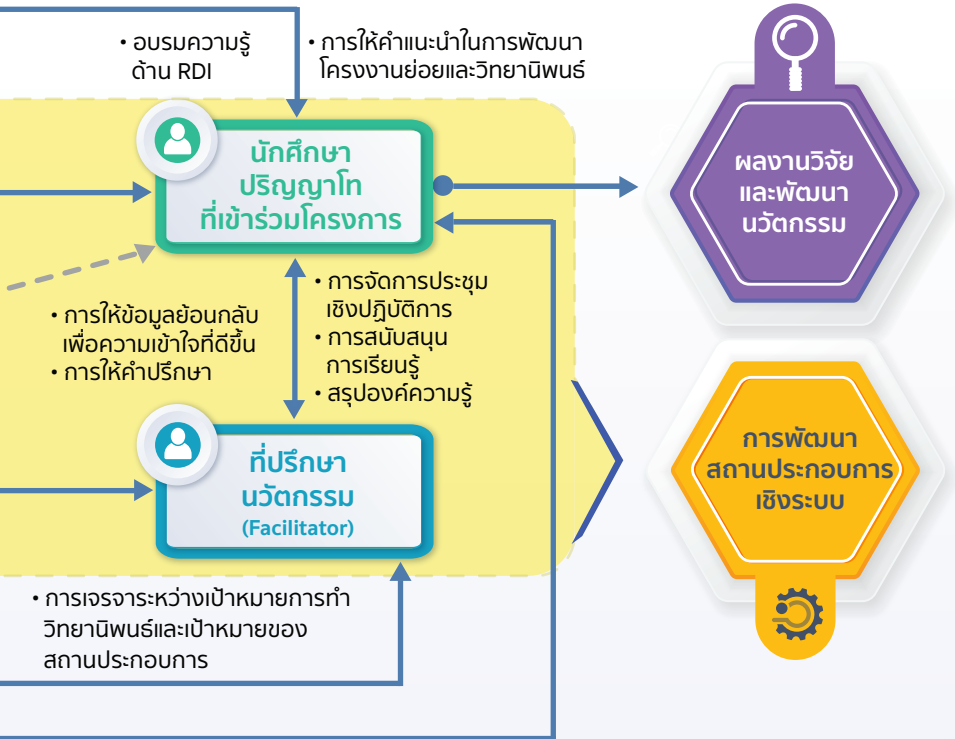 • อบรมความรู้
ด้าน RDI
• การให้คำแนะนำในการพัฒนา
โครงงานย่อยและวิทยานิพนธ์
นักศึกษา
ปริญญาโท
ที่เข้าร่วมโครงการ
ผลงานวิจัย
และพัฒนา
นวัตกรรม
• การให้ข้อมูลย้อนกลับ
เพื่อความเข้าใจที่ดีขึ้น
• การให้คำปรึกษา
• การจัดการประชุม
เชิงปฏิบัติการ
• การสนับสนุน
การเรียนรู้
• สรุปองค์ความรู้
ที่ปรึกษา
นวัตกรรม
(Facilitator)
การพัฒนา
สถานประกอบการ
เชิงระบบ
• การเจรจาระหว่างเป้าหมายการทำ
วิทยานิพนธ์และเป้าหมายของ
สถานประกอบการ